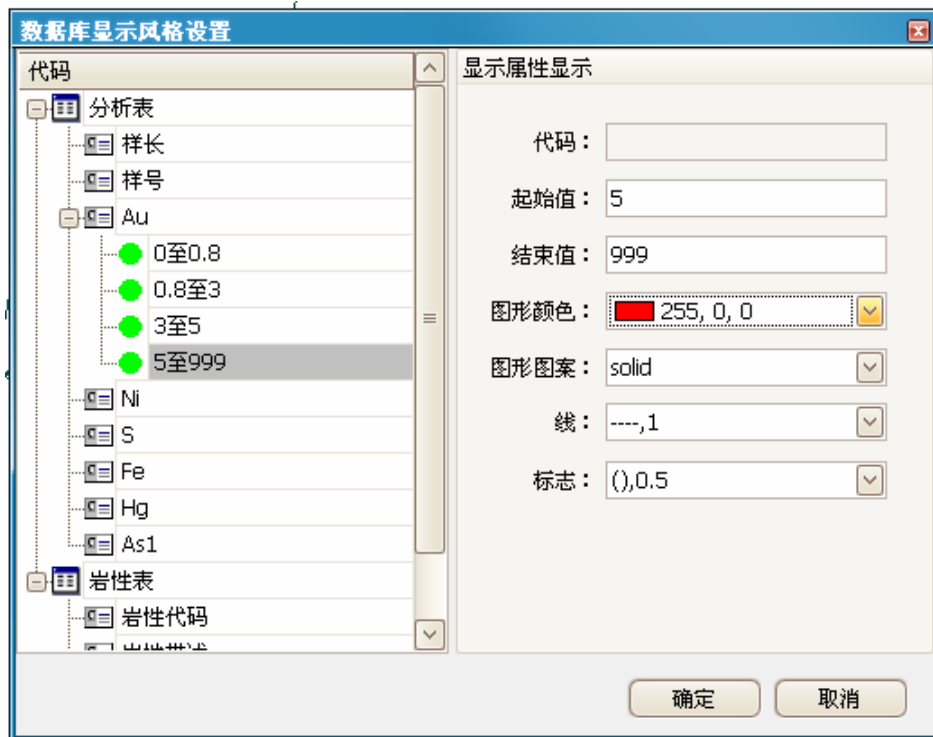 数据库显示风格设置
代码
分析表
样长
样号
Au
0至0.8
0.8至3
3至5
5至999
Ni
S
Fe
Hg
As1
岩性表
岩性代码
显示属性显示
代码：
起始值：5
结束值：999
图形颜色：255, 0, 0
图形图案：solid
线：----,1
标志：(),0.5
确定 取消